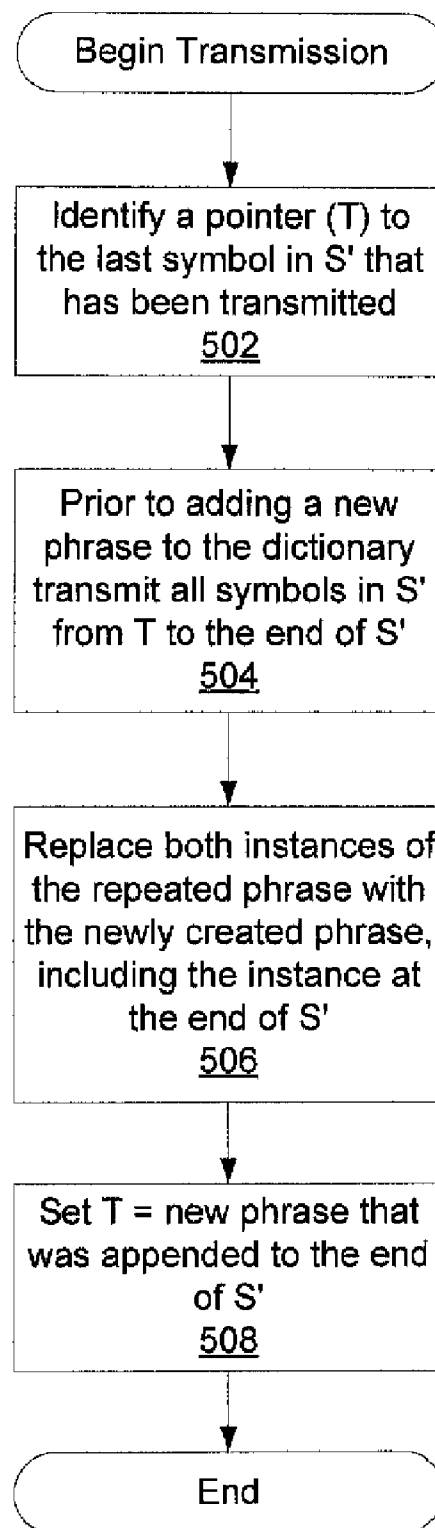 Begin Transmission
Identify a pointer (T) to
the last symbol in S' that
has been transmitted
502
Prior to adding a new
phrase to the dictionary
transmit all symbols in S'
from T to the end of S'
504
Replace both instances of
the repeated phrase with
the newly created phrase,
including the instance at
the end of S'
506
Set T = new phrase that
was appended to the end
of S'
508
End